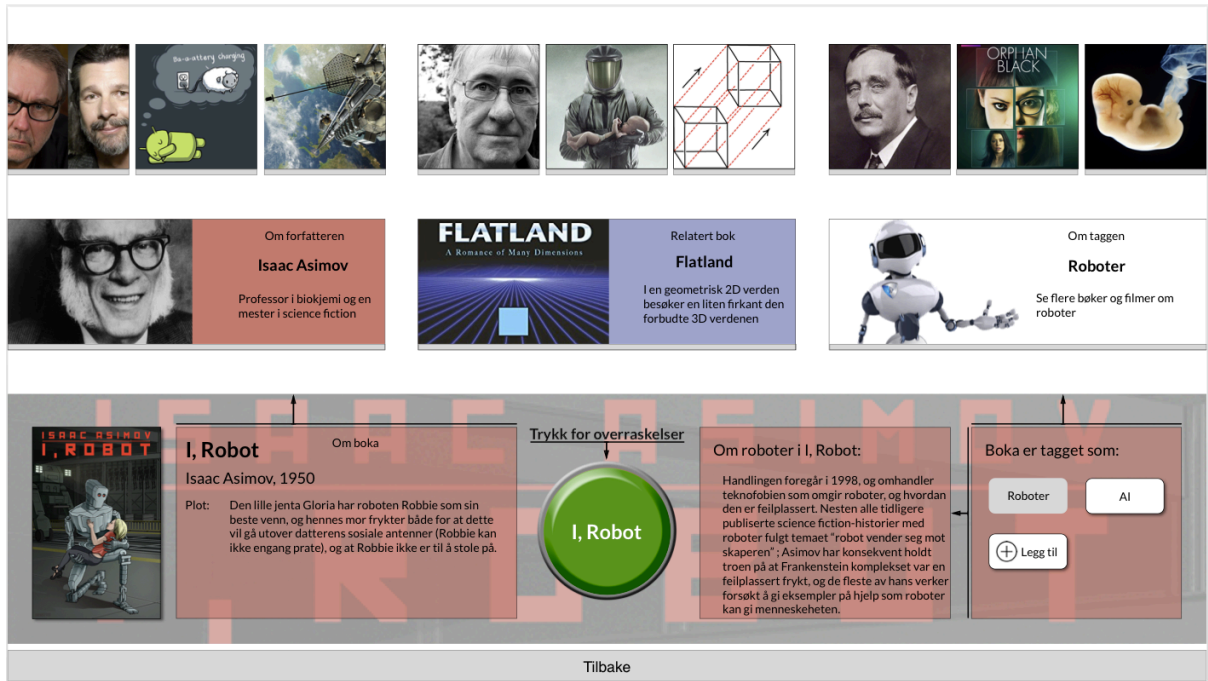 Ba-a-attery charging
ORPHAN
BLACK
Om forfatteren
Isaac Asimov
Professor i biokjemi og en
mester i science fiction
FLATLAND
A Romance of Many Dimensions
Relatert bok
Flatland
I en geometrisk 2D verden
besøker en liten firkant den
forbudte 3D verdenen
Om taggen
Roboter
Se flere bøker og filmer om
roboter
ISAAC ASIMOV
I, ROBOT
ISAAC ASIMOV
I, ROBOT
I, Robot
Om boka
Isaac Asimov, 1950
Plot:
Den lille jenta Gloria har roboten Robbie som sin
beste venn, og hennes mor frykter både for at dette
vil gå utover datterens sosiale antenner (Robbie kan
ikke engang prate), og at Robbie ikke er til å stole på.
Trykk for overraskelser
I, Robot
Om roboter i I, Robot:
Handlingen foregår i 1998, og omhandler
teknofobien som omgir roboter, og hvordan
den er feilplassert. Nesten alle tidligere
publiserte science fiction-historier med
roboter fulgt temaet "robot vender seg mot
skaperen" ; Asimov har konsekvent holdt
troen på at Frankenstein komplekset var en
feilplassert frykt, og de fleste av hans verker
forsøkt å gi eksempler på hjelp som roboter
kan gi menneskeheten.
Boka er tagget som:
Roboter
AI
Legg til
Tilbake